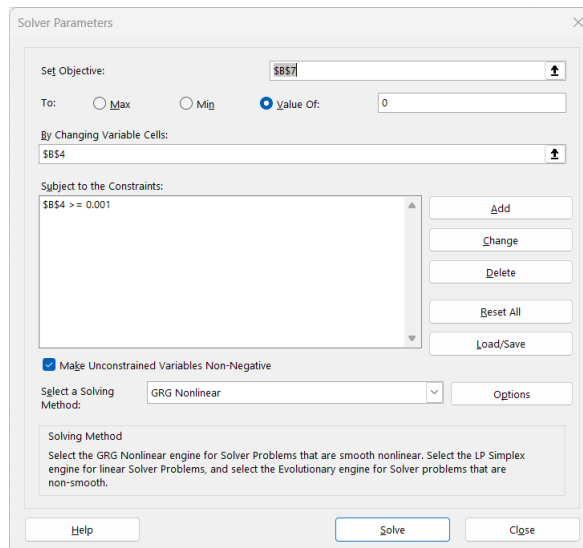 Solver Parameters
Set Objective:
$B$7
To:
Max
Min
Value Of:
0
By Changing Variable Cells:
$B$4
Subject to the Constraints:
$B$4 >= 0.001
Add
Change
Delete
Reset All
Load/Save
Make Unconstrained Variables Non-Negative
Select a Solving
Method:
GRG Nonlinear
Options
Solving Method
Select the GRG Nonlinear engine for Solver Problems that are smooth nonlinear. Select the LP Simplex
engine for linear Solver Problems, and select the Evolutionary engine for Solver problems that are
non-smooth.
Help
Solve
Close